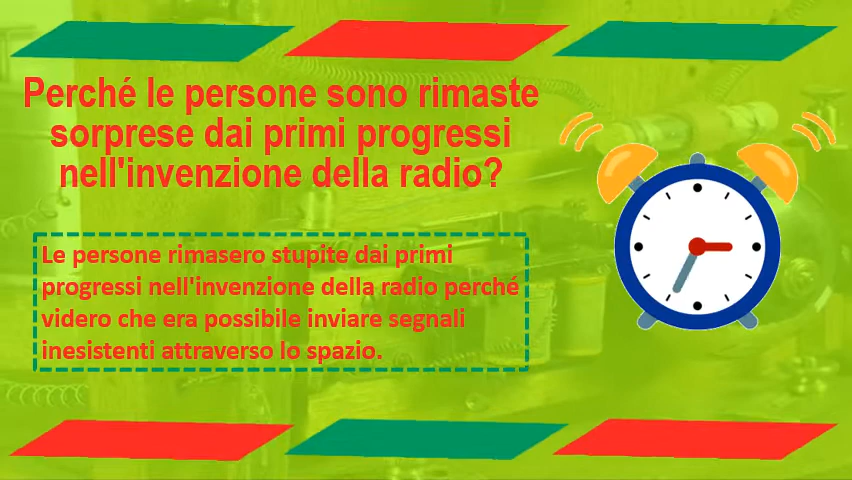 Perché le persone sono rimaste
sorprese dai primi progressi
nell'invenzione della radio?
Le persone rimasero stupite dai primi
progressi nell'invenzione della radio perché
videro che era possibile inviare segnali
inesistenti attraverso lo spazio.